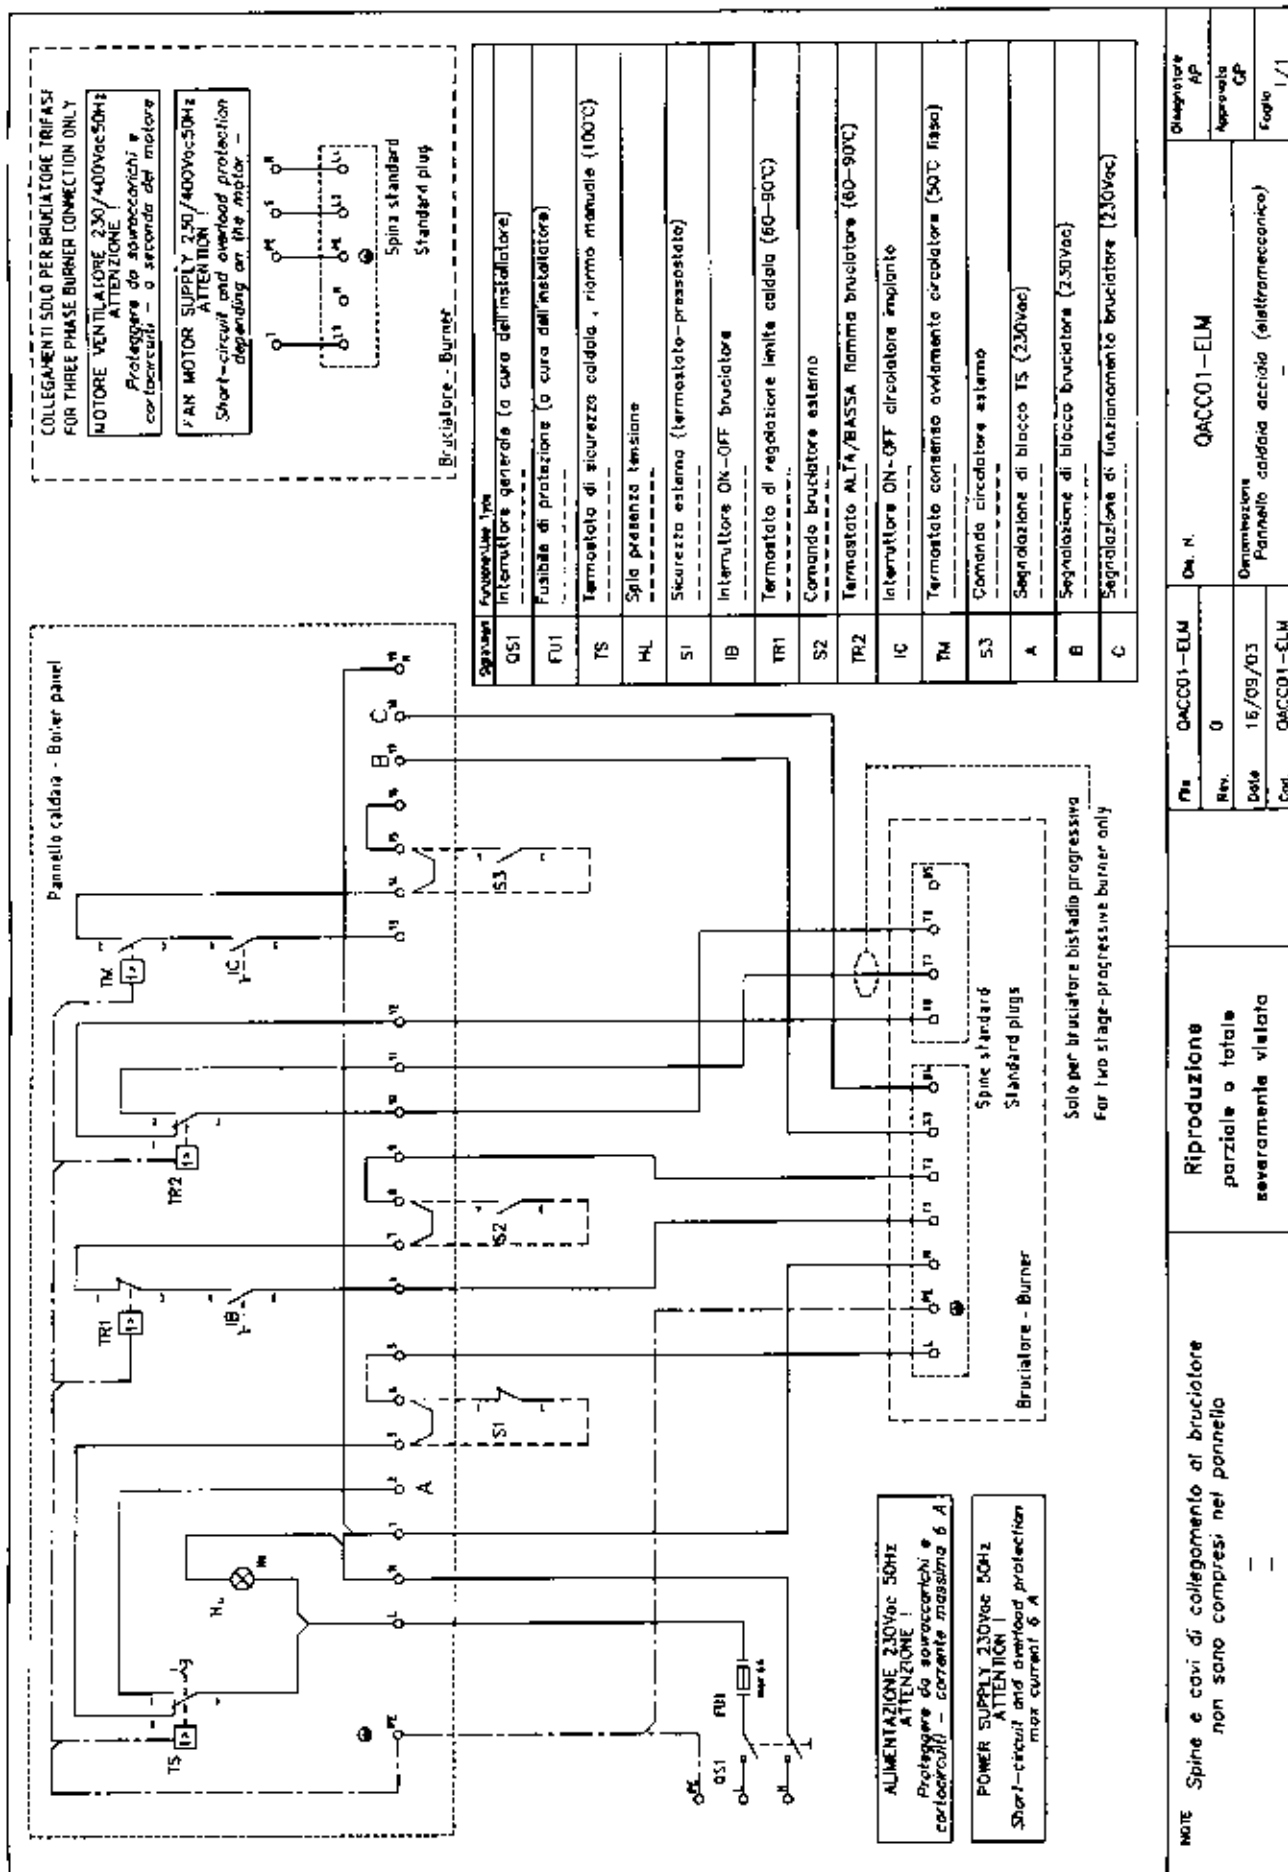 Pannello caldaia - Boiler panel
TS
HL
TR1
IB
TR2
TM
IC
A
B
C
S1
S2
S3
PE
L
N
QS1
FU1
Bruciatore - Burner
Spine standard
Standard plugs
Solo per bruciatore bistadio progressivo
For two stage-progressive burner only
ALIMENTAZIONE 230Vac 50Hz
ATTENZIONE !
Proteggere da sovraccarichi e
cortocircuiti - corrente massima 6 A
POWER SUPPLY 230Vac 50Hz
ATTENTION !
Short-circuit and overload protection
max current 6 A
COLLEGAMENTI SOLO PER BRUCIATORE TRIFASE
FOR THREE PHASE BURNER CONNECTION ONLY
MOTORE VENTILATORE 230/400Vac50Hz
ATTENZIONE !
Proteggere da sovraccarichi e
cortocircuiti - a seconda del motore
FAN MOTOR SUPPLY 230/400Vac50Hz
ATTENTION !
Short-circuit and overload protection
depending on the motor -
Spina standard
Standard plug
Bruciatore - Burner
QS1 Interruttore generale (a cura dell'installatore)
FU1 Fusibile di protezione (a cura dell'installatore)
TS Termostato di sicurezza caldaia , riarmo manuale (100°C)
HL Spia presenza tensione
S1 Sicurezza esterna (termostato-pressostato)
IB Interruttore ON-OFF bruciatore
TR1 Termostato di regolazione limite caldaia (60-90°C)
S2 Comando bruciatore esterno
TR2 Termostato ALTA/BASSA fiamma bruciatore (60-90°C)
IC Interruttore ON-OFF circolatore impianto
TM Termostato consenso avviamento circolatore (50°C fisso)
S3 Comando circolatore esterno
A Segnalazione di blocco TS (230Vac)
B Segnalazione di blocco bruciatore (230Vac)
C Segnalazione di funzionamento bruciatore (230Vac)
NOTE Spine e cavi di collegamento al bruciatore
non sono compresi nel pannello
Riproduzione
parziale o totale
severamente vietata
File QACC01-ELM
Rev. 0
Date 16/09/03
Cod. QACC01-ELM
Dis. N. QACC01-ELM
Denominazione
Pannello caldaia acciaio (elettromeccanico)
Disegnatore
AP
Approvato
GP
Foglio
1/1